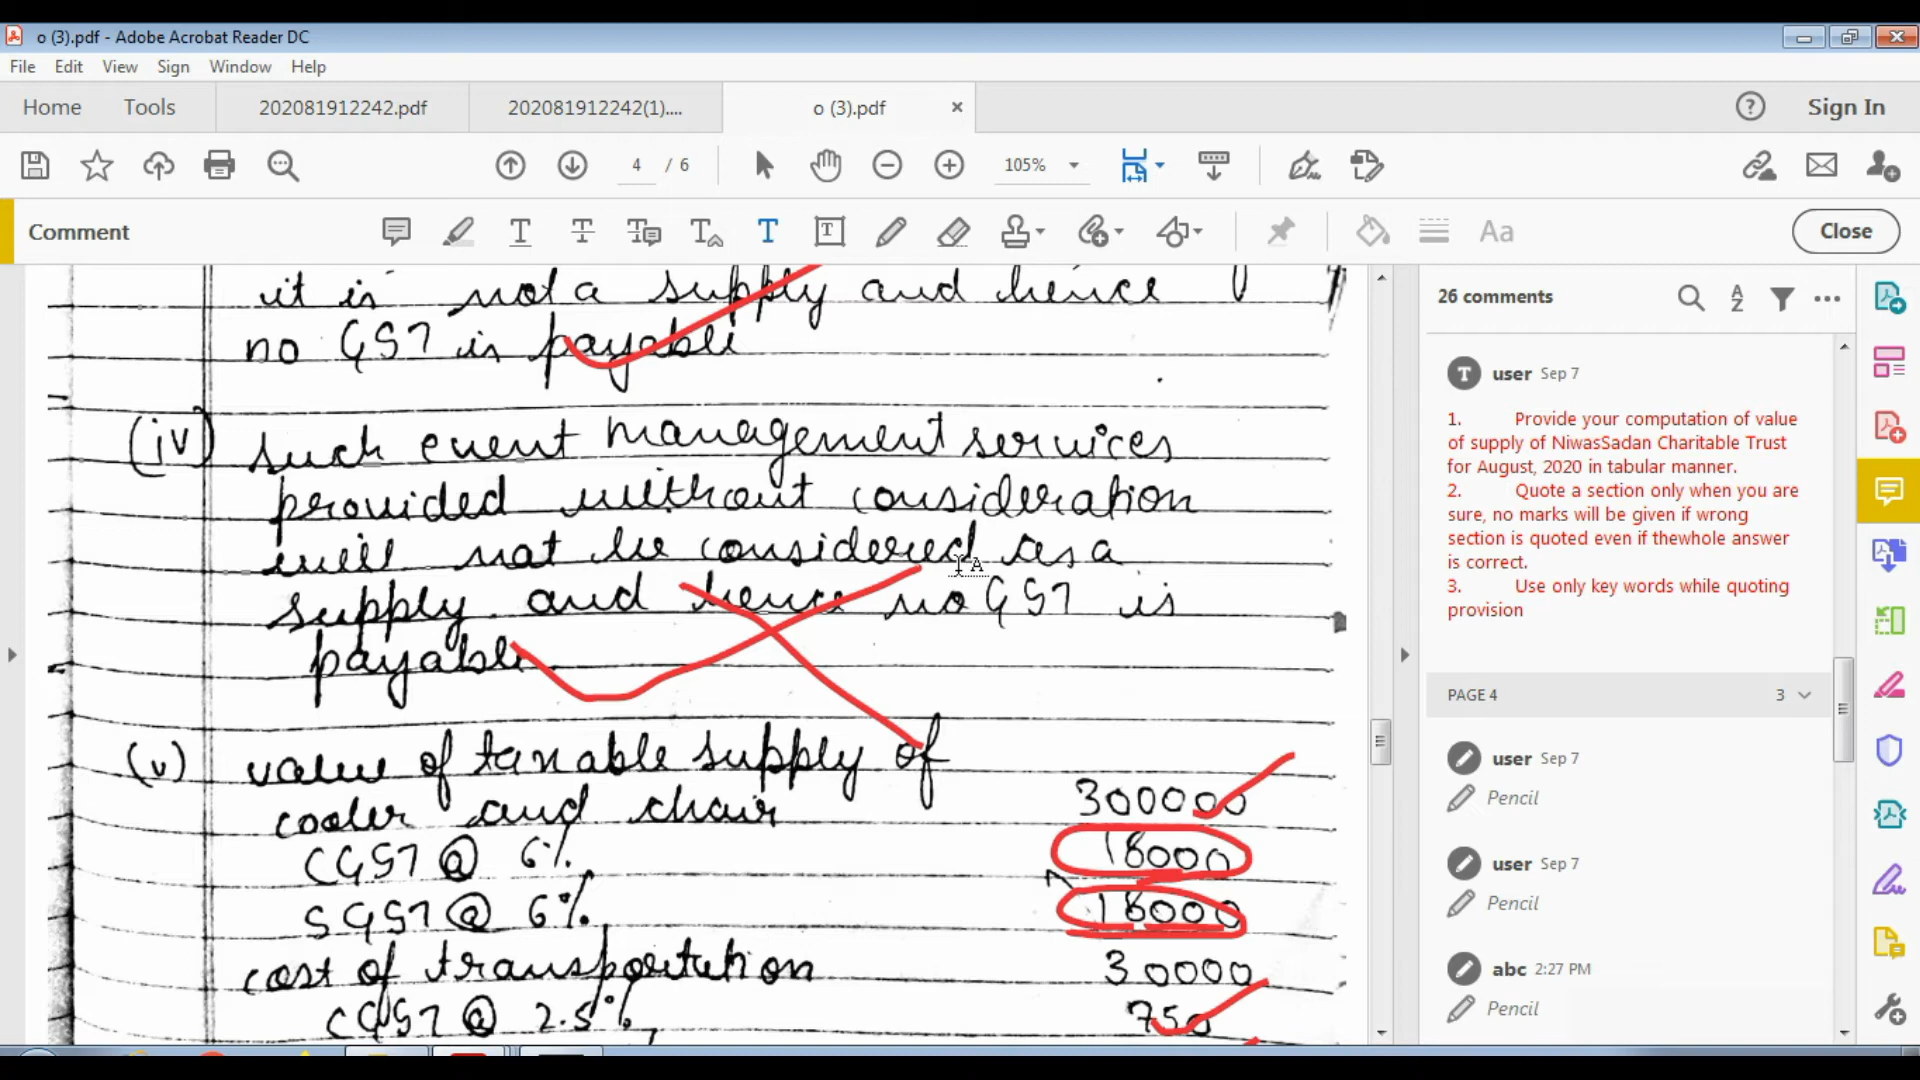 o (3).pdf - Adobe Acrobat Reader DC
File Edit View Sign Window Help
Home Tools 202081912242.pdf 202081912242(1).... o (3).pdf × ? Sign In
4 / 6 105%
Comment Aa Close
it is not a supply and hence
no GST is payable
(iv) such event management services
provided without consideration
will not be considered as a
supply and hence no GST is
payable
(v) value of taxable supply of
cooler and chair 300000
CGST @ 6% 18000
SGST @ 6% 18000
cost of transportation 30000
CGST @ 2.5% 750
26 comments
T user Sep 7
1. Provide your computation of value
of supply of NiwasSadan Charitable Trust
for August, 2020 in tabular manner.
2. Quote a section only when you are
sure, no marks will be given if wrong
section is quoted even if thewhole answer
is correct.
3. Use only key words while quoting
provision
PAGE 4 3
user Sep 7
Pencil
user Sep 7
Pencil
abc 2:27 PM
Pencil